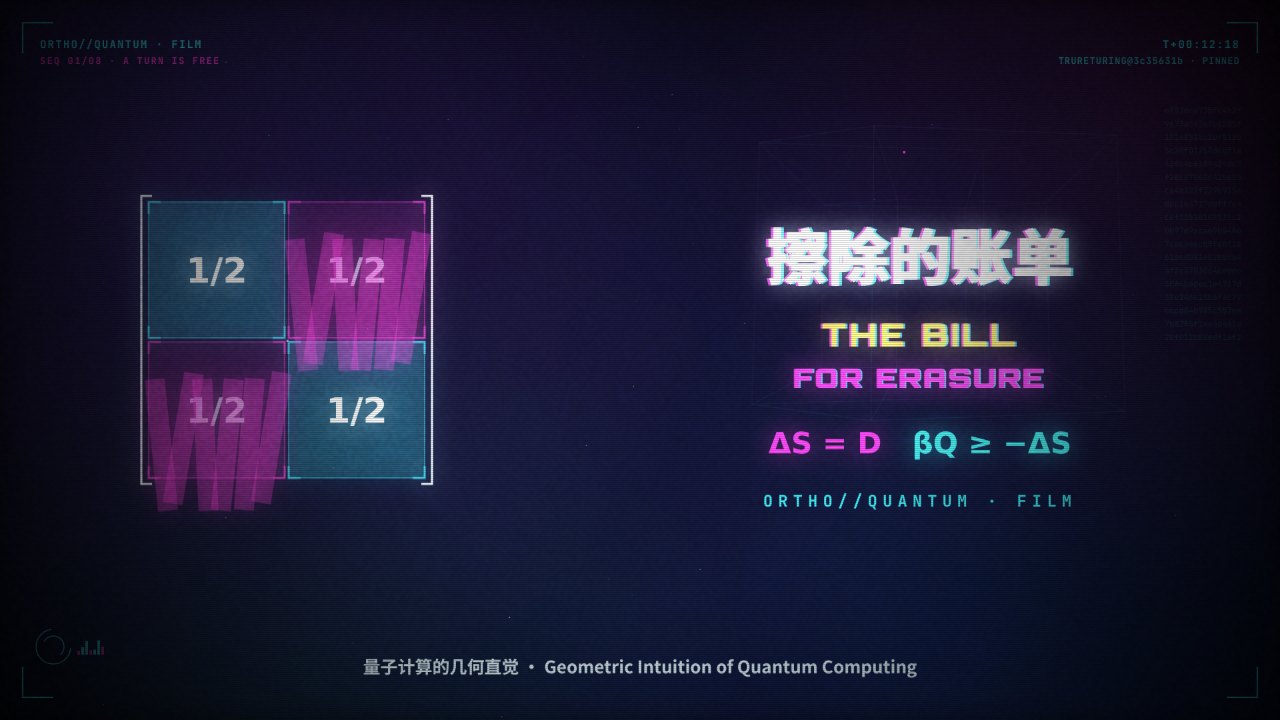 ORTHO//QUANTUM · FILM
SEQ 01/08 · A TURN IS FREE
T+00:12:18
TRURETURING@3c35631b · PINNED
1/2 1/2
1/2 1/2
擦除的账单
THE BILL
FOR ERASURE
ΔS = D βQ ≥ −ΔS
ORTHO//QUANTUM · FILM
量子计算的几何直觉 • Geometric Intuition of Quantum Computing